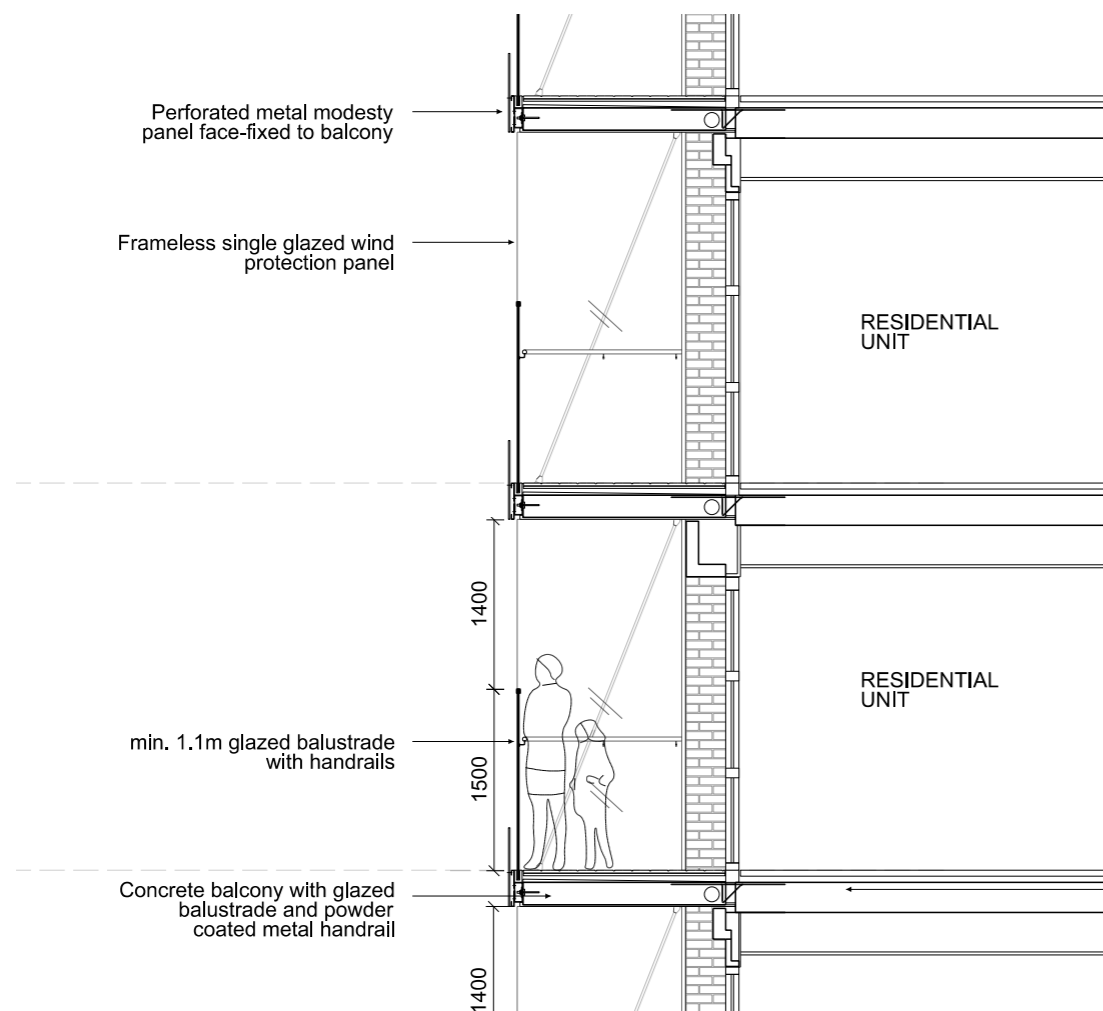 Perforated metal modesty
panel face-fixed to balcony
Frameless single glazed wind
protection panel
RESIDENTIAL
UNIT
1400
RESIDENTIAL
UNIT
min. 1.1m glazed balustrade
with handrails
1500
Concrete balcony with glazed
balustrade and powder
coated metal handrail
1400